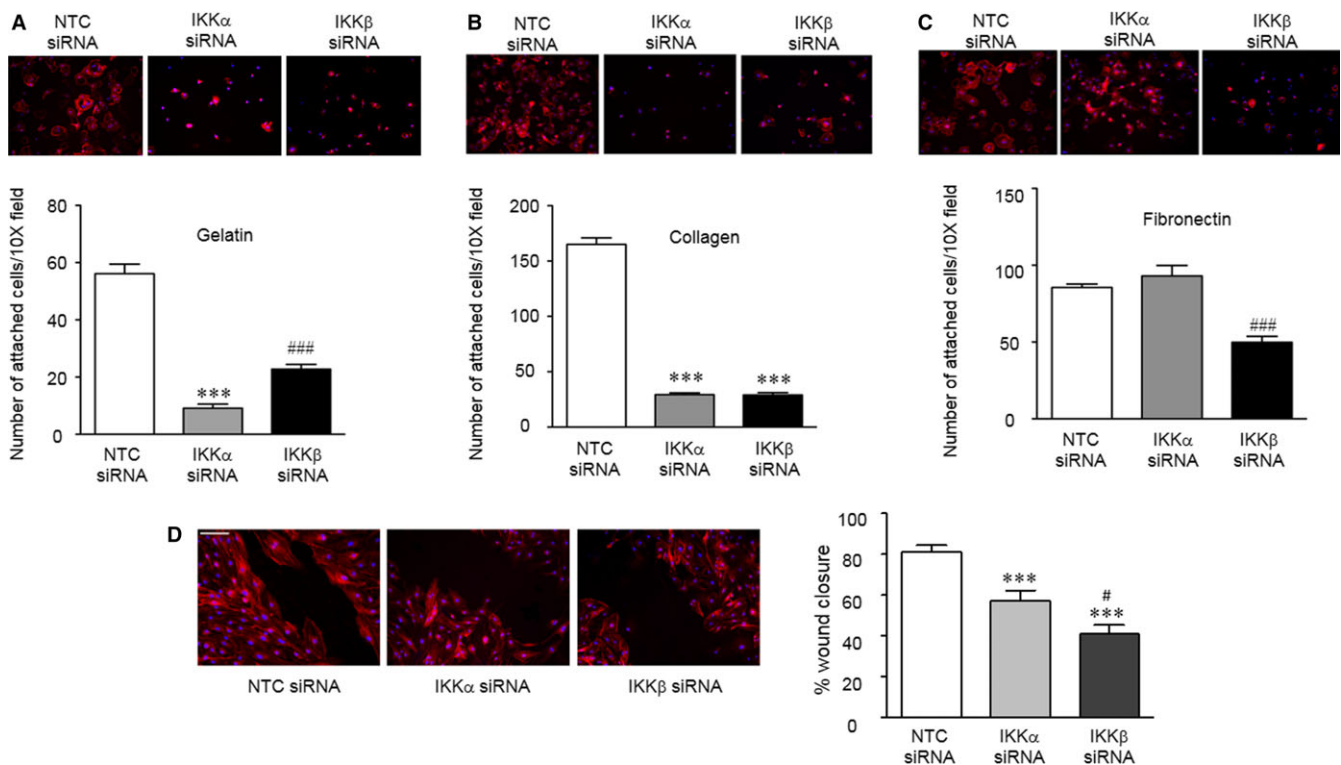 A
NTC
siRNA
IKKα
siRNA
IKKβ
siRNA
Number of attached cells/10X field
80
60
40
20
0
Gelatin
***
###
NTC
siRNA
IKKα
siRNA
IKKβ
siRNA
B
NTC
siRNA
IKKα
siRNA
IKKβ
siRNA
Number of attached cells/10X field
200
150
100
50
0
Collagen
***
***
NTC
siRNA
IKKα
siRNA
IKKβ
siRNA
C
NTC
siRNA
IKKα
siRNA
IKKβ
siRNA
Number of attached cells/10X field
150
100
50
0
Fibronectin
###
NTC
siRNA
IKKα
siRNA
IKKβ
siRNA
D
NTC siRNA
IKKα siRNA
IKKβ siRNA
% wound closure
100
80
60
40
20
0
***
#
***
NTC
siRNA
IKKα
siRNA
IKKβ
siRNA